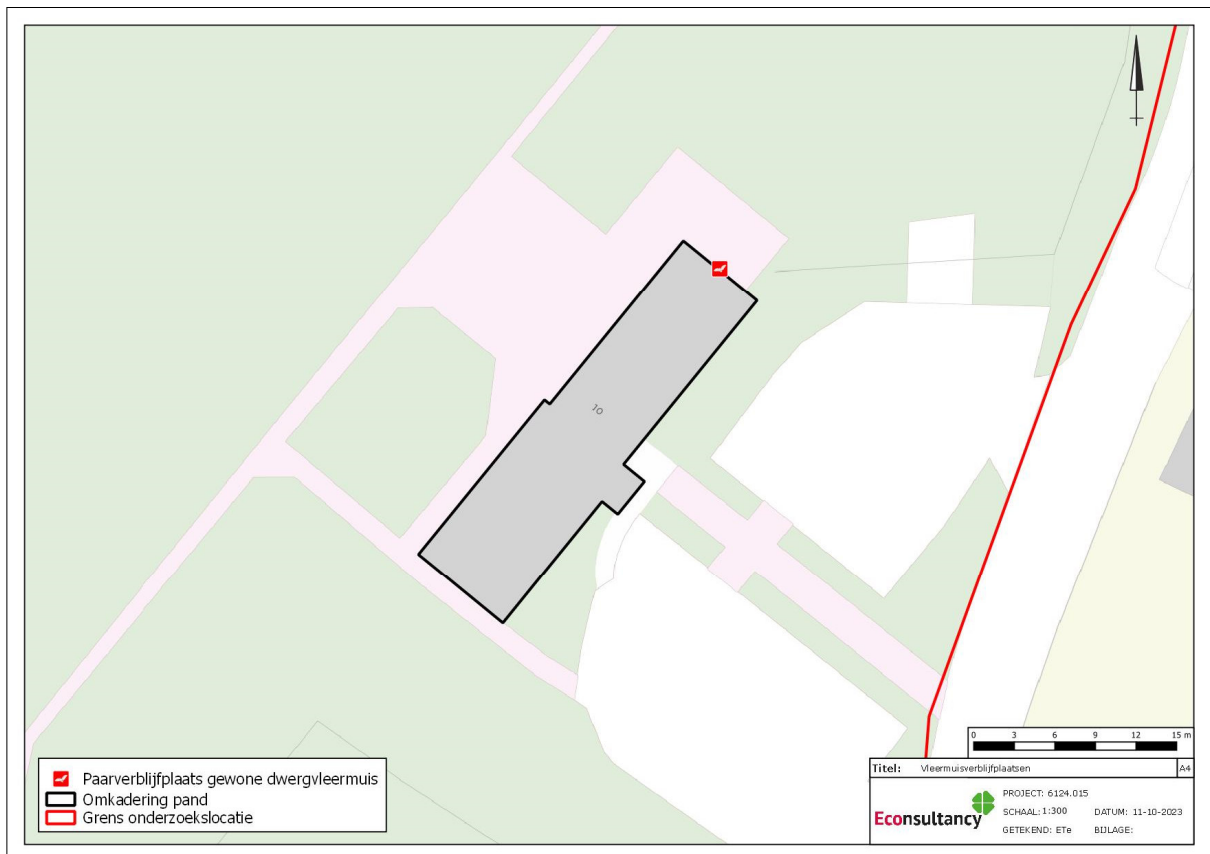 10
0 3 6 9 12 15 m
Titel: Vleermuisverblijfplaatsen A4
Econsultancy
PROJECT: 6124.015
SCHAAL: 1:300 DATUM: 11-10-2023
GETEKEND: ETe BIJLAGE:
Paarverblijfplaats gewone dwergvleermuis
Omkadering pand
Grens onderzoekslocatie